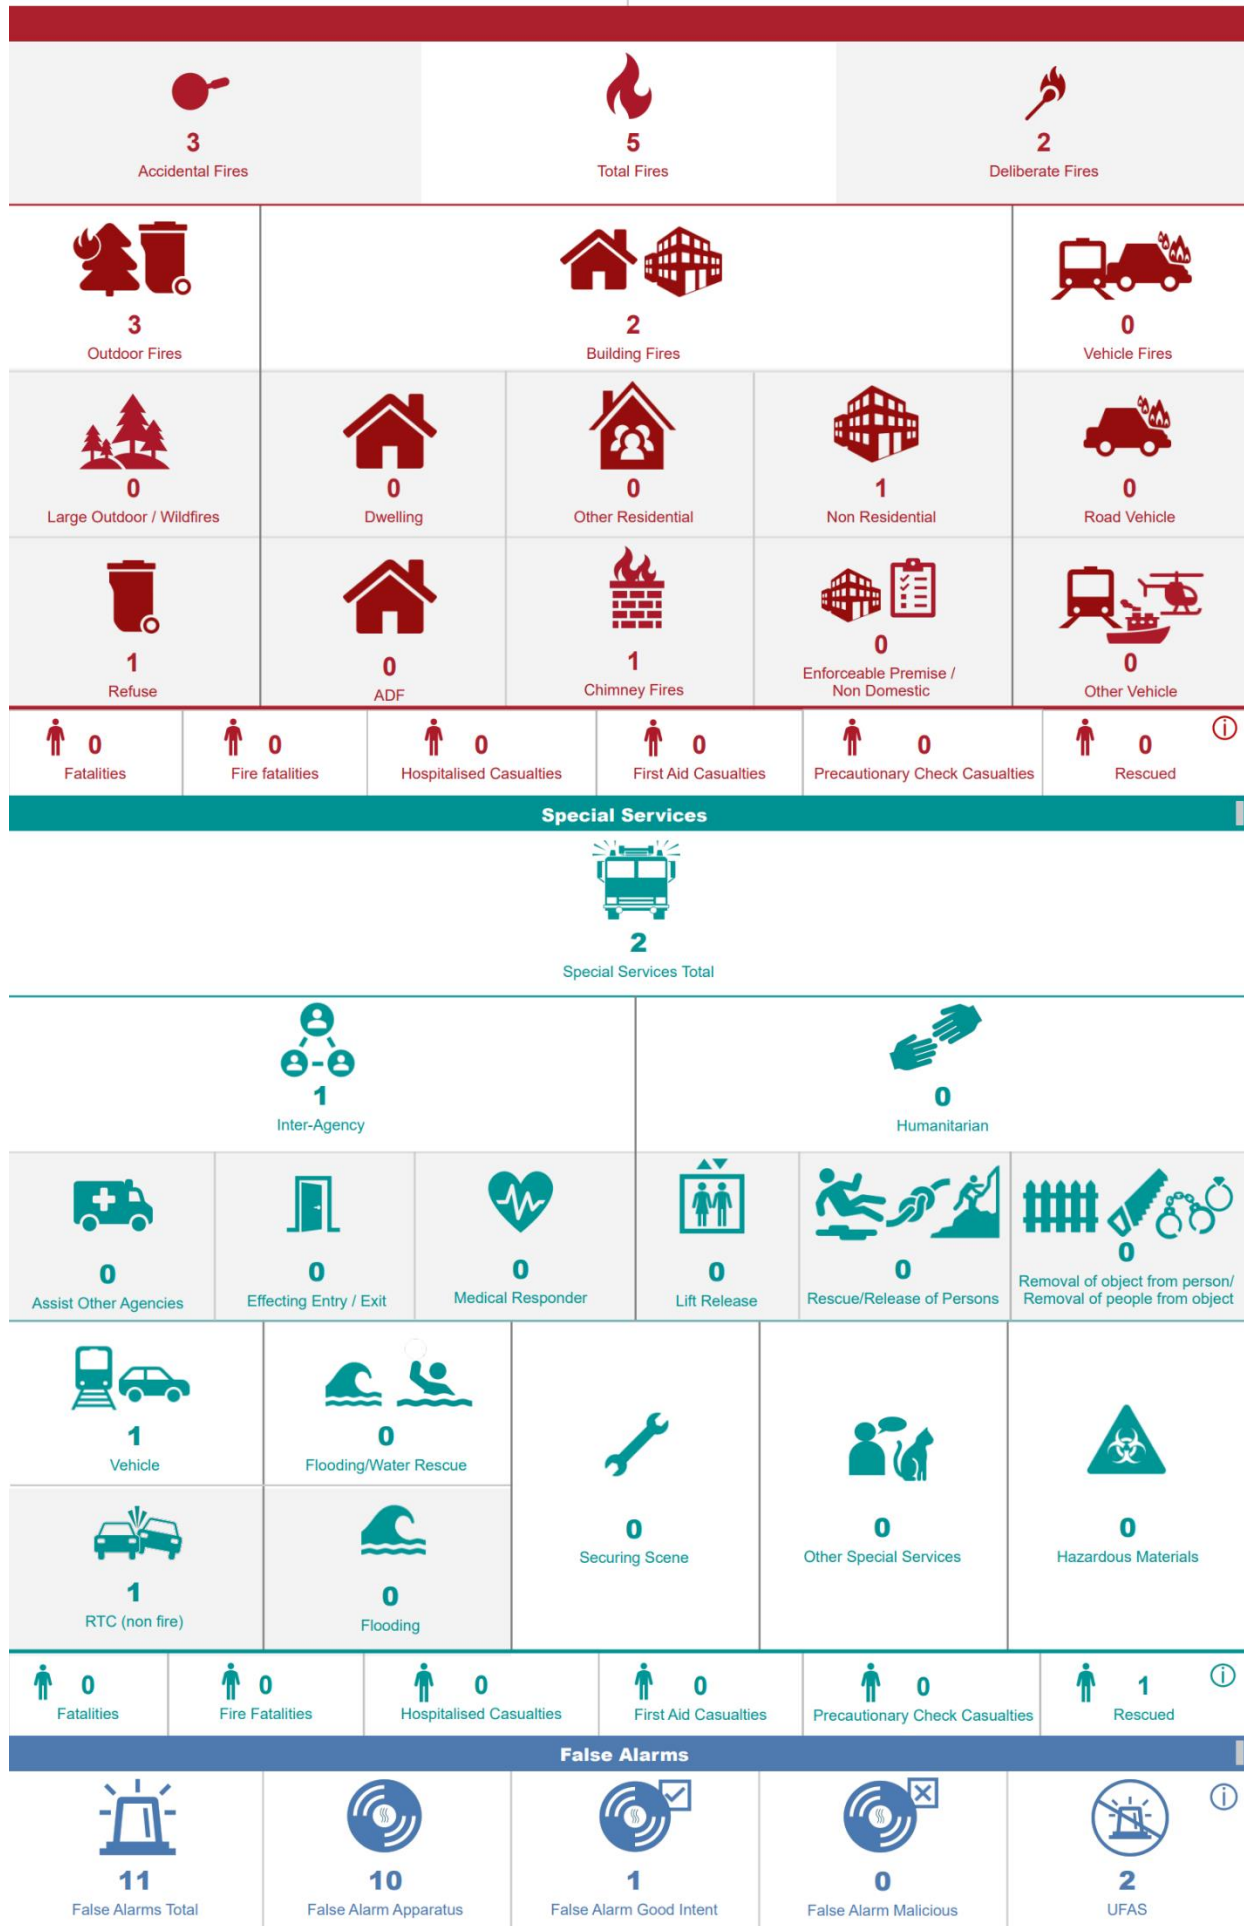 3
Accidental Fires
5
Total Fires
2
Deliberate Fires
3
Outdoor Fires
2
Building Fires
0
Vehicle Fires
0
Large Outdoor / Wildfires
0
Dwelling
0
Other Residential
1
Non Residential
0
Road Vehicle
1
Refuse
0
ADF
1
Chimney Fires
0
Enforceable Premise /
Non Domestic
0
Other Vehicle
0
Fatalities
0
Fire fatalities
0
Hospitalised Casualties
0
First Aid Casualties
0
Precautionary Check Casualties
0
Rescued
Special Services
2
Special Services Total
1
Inter-Agency
0
Humanitarian
0
Assist Other Agencies
0
Effecting Entry / Exit
0
Medical Responder
0
Lift Release
0
Rescue/Release of Persons
0
Removal of object from person/
Removal of people from object
1
Vehicle
0
Flooding/Water Rescue
1
RTC (non fire)
0
Flooding
0
Securing Scene
0
Other Special Services
0
Hazardous Materials
0
Fatalities
0
Fire Fatalities
0
Hospitalised Casualties
0
First Aid Casualties
0
Precautionary Check Casualties
1
Rescued
False Alarms
11
False Alarms Total
10
False Alarm Apparatus
1
False Alarm Good Intent
0
False Alarm Malicious
2
UFAS